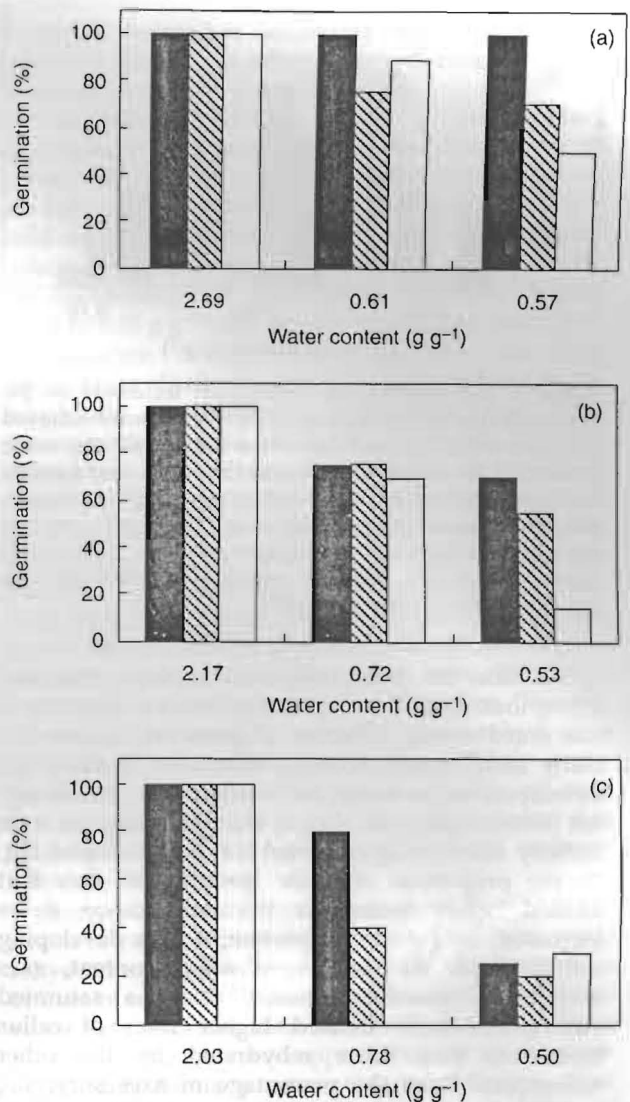 (a)
Germination (%)
100
80
60
40
20
0
2.69 0.61 0.57
Water content (g g⁻¹)
(b)
Germination (%)
100
80
60
40
20
0
2.17 0.72 0.53
Water content (g g⁻¹)
(c)
Germination (%)
100
80
60
40
20
0
2.03 0.78 0.50
Water content (g g⁻¹)